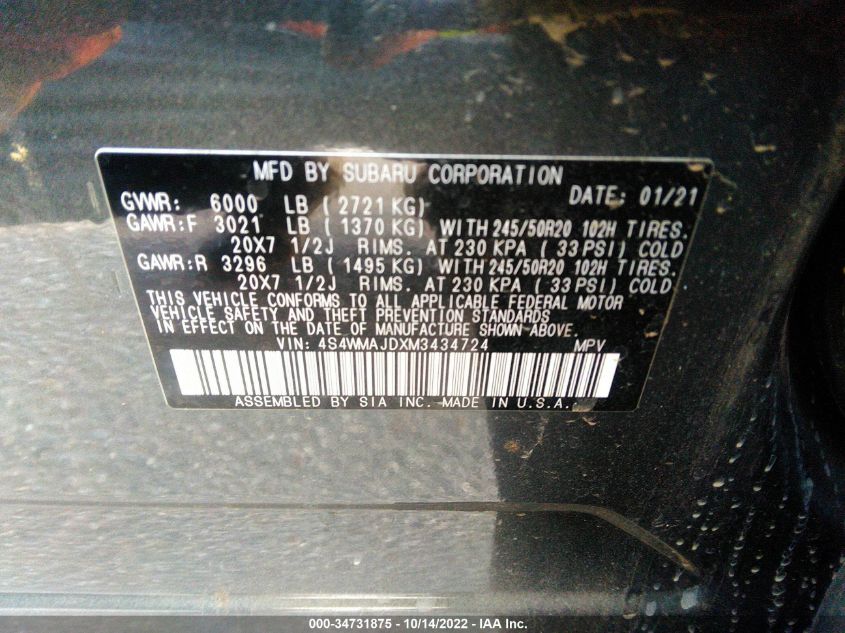 MFD BY SUBARU CORPORATION
DATE: 01/21
GVWR: 6000 LB ( 2721 KG)
GAWR:F 3021 LB ( 1370 KG) WITH 245/50R20 102H TIRES.
20X7 1/2J RIMS. AT 230 KPA ( 33 PSI) COLD
GAWR:R 3296 LB ( 1495 KG) WITH 245/50R20 102H TIRES.
20X7 1/2J RIMS. AT 230 KPA ( 33 PSI) COLD.
THIS VEHICLE CONFORMS TO ALL APPLICABLE FEDERAL MOTOR
VEHICLE SAFETY AND THEFT PREVENTION STANDARDS
IN EFFECT ON THE DATE OF MANUFACTURE SHOWN ABOVE.
VIN: 4S4WMAJDXM3434724 MPV
ASSEMBLED BY SIA INC. MADE IN U.S.A.
000-34731875 - 10/14/2022 - IAA Inc.